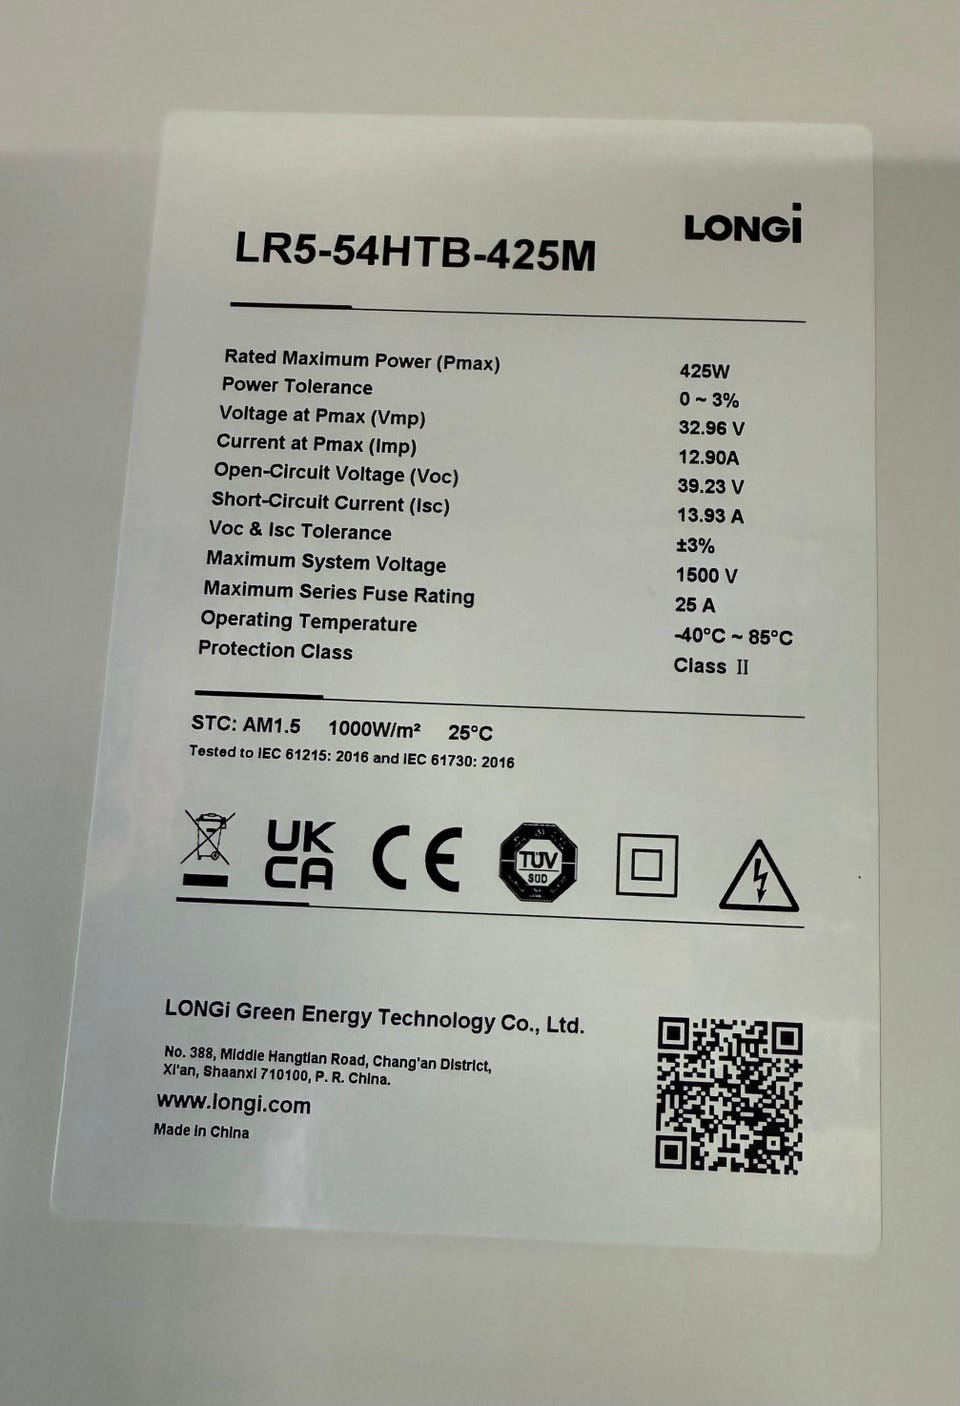 LONGi
LR5-54HTB-425M
Rated Maximum Power (Pmax) 425W
Power Tolerance 0 ~ 3%
Voltage at Pmax (Vmp) 32.96 V
Current at Pmax (Imp) 12.90A
Open-Circuit Voltage (Voc) 39.23 V
Short-Circuit Current (Isc) 13.93 A
Voc & Isc Tolerance ±3%
Maximum System Voltage 1500 V
Maximum Series Fuse Rating 25 A
Operating Temperature -40°C ~ 85°C
Protection Class Class II
STC: AM1.5 1000W/m² 25°C
Tested to IEC 61215: 2016 and IEC 61730: 2016
UK
CA
CE
TÜV
SÜD
LONGi Green Energy Technology Co., Ltd.
No. 388, Middle Hangtian Road, Chang'an District,
Xi'an, Shaanxi 710100, P. R. China.
www.longi.com
Made in China